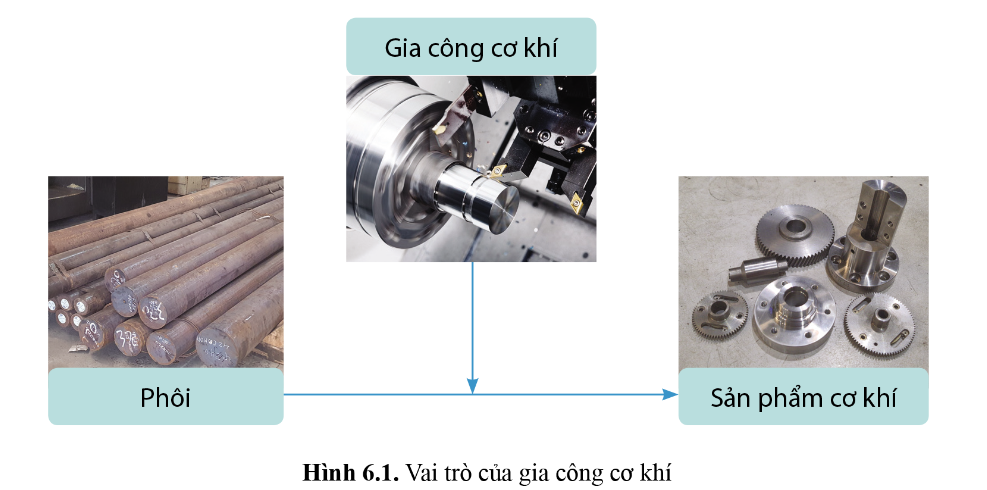 Gia công cơ khí
Phôi
Sản phẩm cơ khí
Hình 6.1. Vai trò của gia công cơ khí